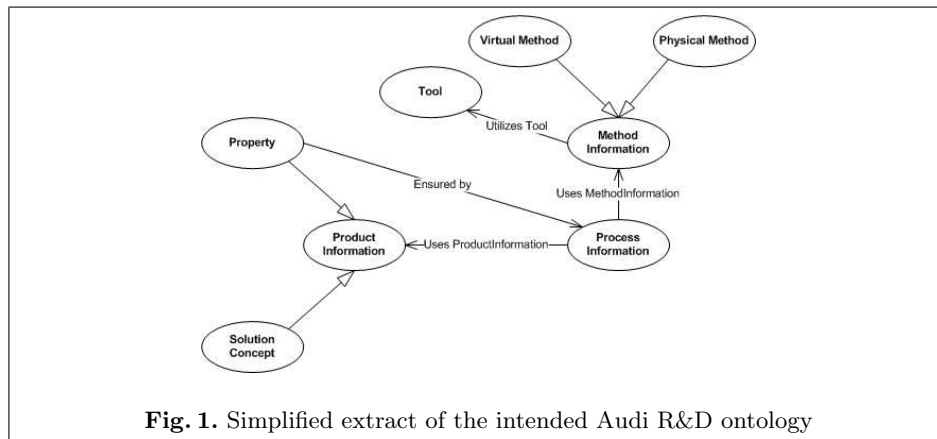 Virtual Method
Physical Method
Tool
Utilizes Tool
Method
Information
Property
Ensured by
Uses MethodInformation
Product
Information
Uses ProductInformation
Process
Information
Solution
Concept
Fig. 1. Simplified extract of the intended Audi R&D ontology